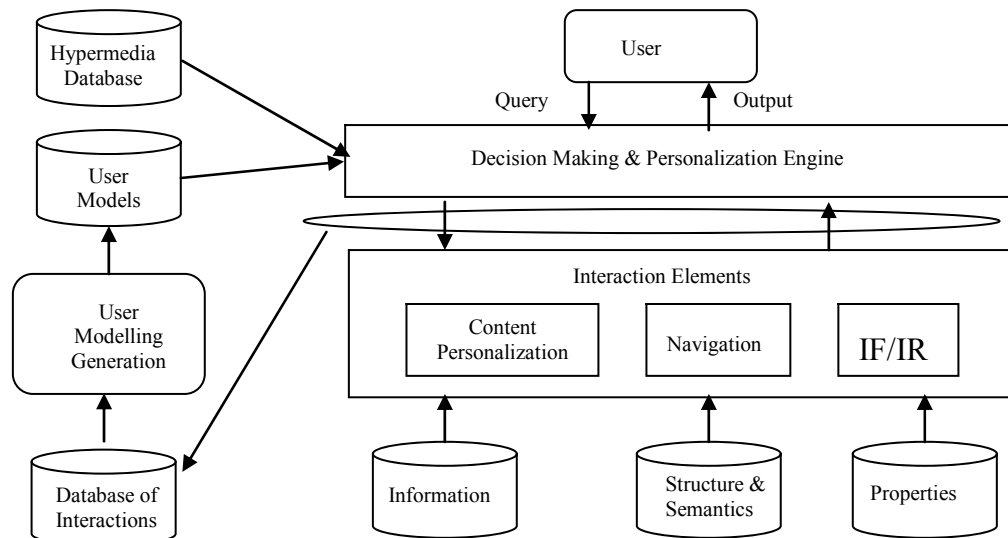 Hypermedia
Database
User
Query
Output
User
Models
Decision Making & Personalization Engine
Interaction Elements
User
Modelling
Generation
Content
Personalization
Navigation
IF/IR
Database of
Interactions
Information
Structure &
Semantics
Properties